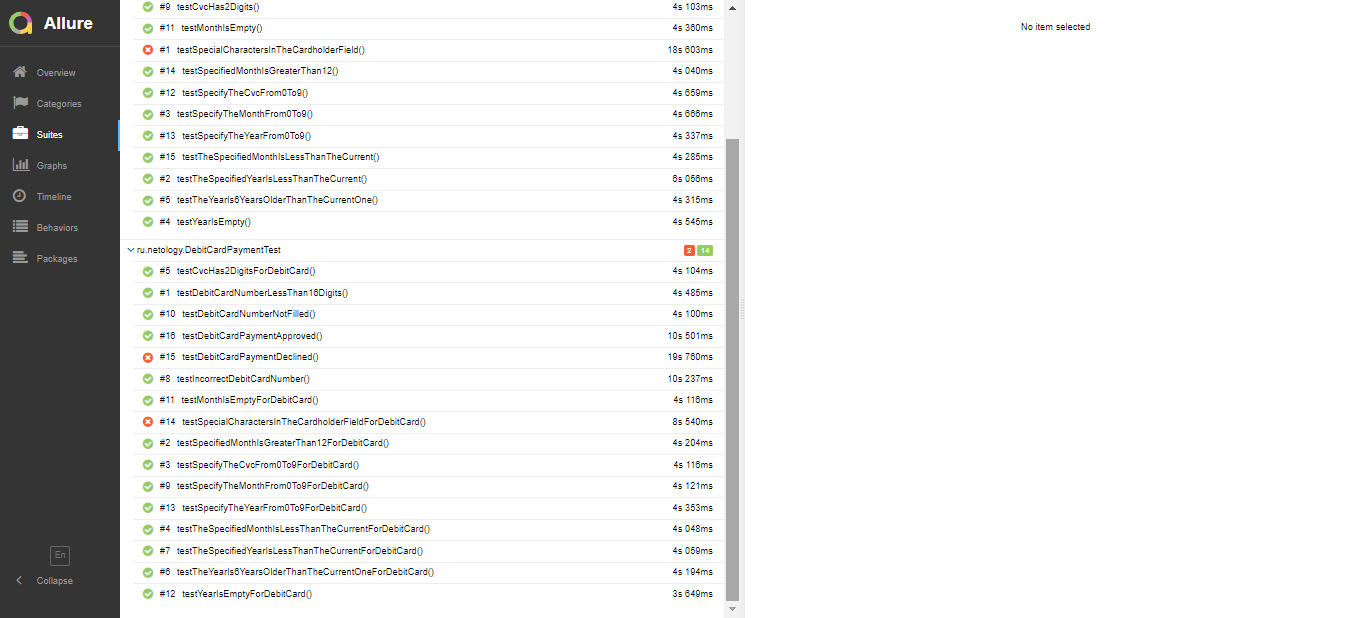 Allure
Overview
Categories
Suites
Graphs
Timeline
Behaviors
Packages
En
Collapse
#9 testCvcHas2Digits() 4s 103ms
#11 testMonthIsEmpty() 4s 360ms
#1 testSpecialCharactersInTheCardholderField() 18s 603ms
#14 testSpecifiedMonthIsGreaterThan12() 4s 040ms
#12 testSpecifyTheCvcFrom0To9() 4s 659ms
#3 testSpecifyTheMonthFrom0To9() 4s 666ms
#13 testSpecifyTheYearFrom0To9() 4s 337ms
#15 testTheSpecifiedMonthIsLessThanTheCurrent() 4s 285ms
#2 testTheSpecifiedYearIsLessThanTheCurrent() 6s 056ms
#5 testTheYearIs6YearsOlderThanTheCurrentOne() 4s 315ms
#4 testYearIsEmpty() 4s 545ms
ru.netology.DebitCardPaymentTest 2 14
#5 testCvcHas2DigitsForDebitCard() 4s 104ms
#1 testDebitCardNumberLessThan16Digits() 4s 485ms
#10 testDebitCardNumberNotFilled() 4s 100ms
#16 testDebitCardPaymentApproved() 10s 501ms
#15 testDebitCardPaymentDeclined() 19s 760ms
#8 testIncorrectDebitCardNumber() 10s 237ms
#11 testMonthIsEmptyForDebitCard() 4s 116ms
#14 testSpecialCharactersInTheCardholderFieldForDebitCard() 8s 540ms
#2 testSpecifiedMonthIsGreaterThan12ForDebitCard() 4s 204ms
#3 testSpecifyTheCvcFrom0To9ForDebitCard() 4s 116ms
#9 testSpecifyTheMonthFrom0To9ForDebitCard() 4s 121ms
#13 testSpecifyTheYearFrom0To9ForDebitCard() 4s 353ms
#4 testTheSpecifiedMonthIsLessThanTheCurrentForDebitCard() 4s 048ms
#7 testTheSpecifiedYearIsLessThanTheCurrentForDebitCard() 4s 059ms
#6 testTheYearIs6YearsOlderThanTheCurrentOneForDebitCard() 4s 194ms
#12 testYearIsEmptyForDebitCard() 3s 649ms
No item selected